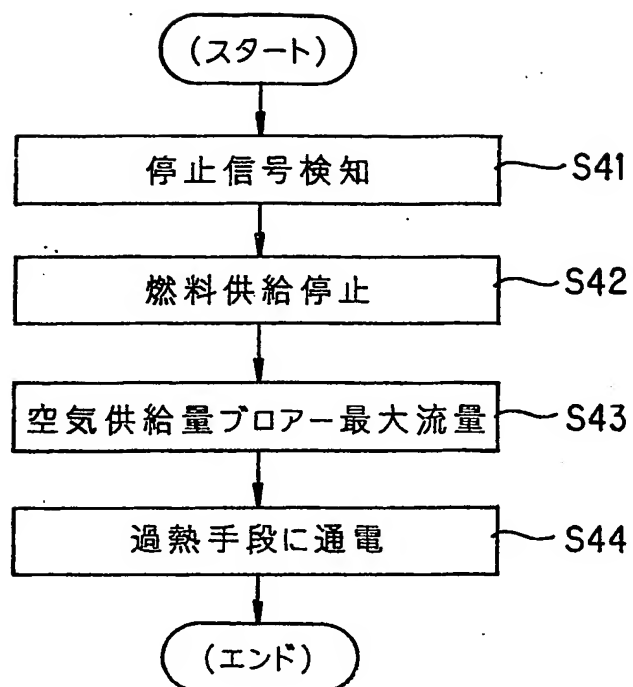 (スタート)
停止信号検知 S41
燃料供給停止 S42
空気供給量ブロアー最大流量 S43
過熱手段に通電 S44
(エンド)